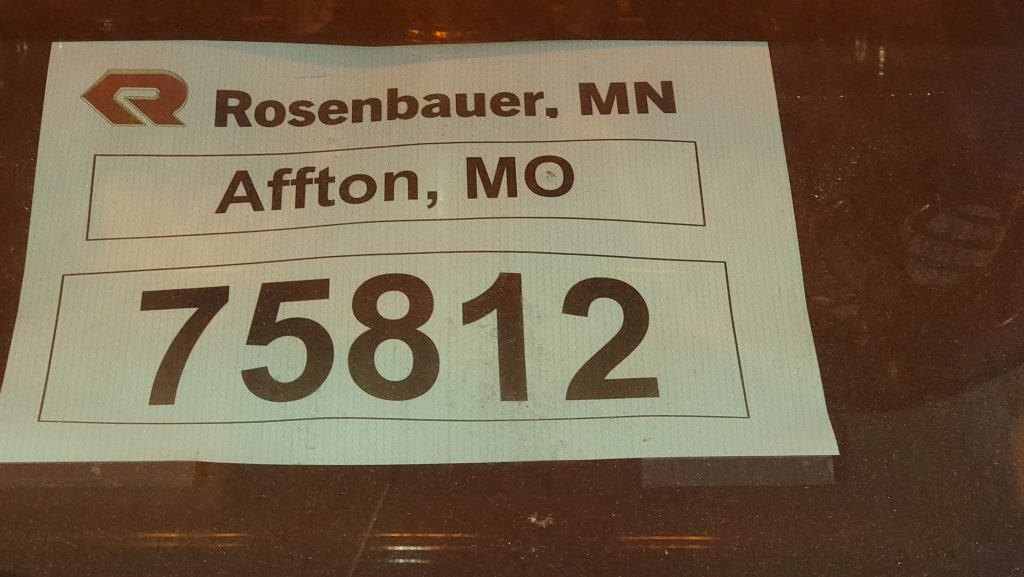 Rosenbauer, MN
Affton, MO
75812